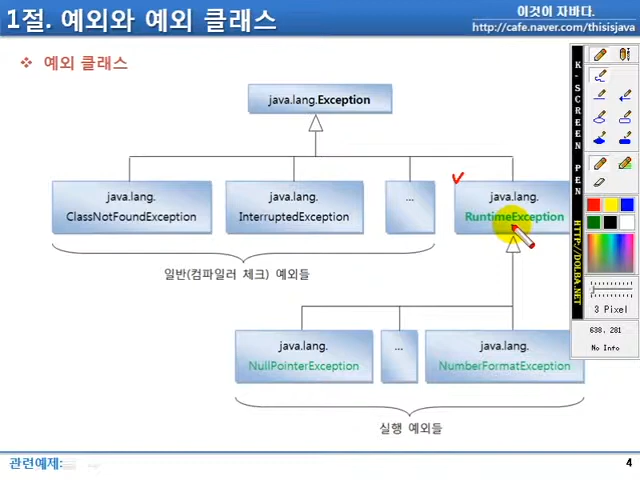 1절. 예외와 예외 클래스
이것이 자바다.
http://cafe.naver.com/thisisjava
❖ 예외 클래스
java.lang.Exception
java.lang.
ClassNotFoundException
java.lang.
InterruptedException
...
java.lang.
RuntimeException
일반(컴파일러 체크) 예외들
java.lang.
NullPointerException
...
java.lang.
NumberFormatException
실행 예외들
K-SCREEN PEN
HTTP://DOLBA.NET
3 Pixel
638, 281
No Info
관련예제:
4